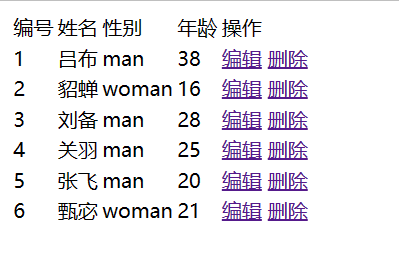 编号 姓名 性别 年龄 操作
1 吕布 man 38 编辑 删除
2 貂蝉 woman 16 编辑 删除
3 刘备 man 28 编辑 删除
4 关羽 man 25 编辑 删除
5 张飞 man 20 编辑 删除
6 甄宓 woman 21 编辑 删除